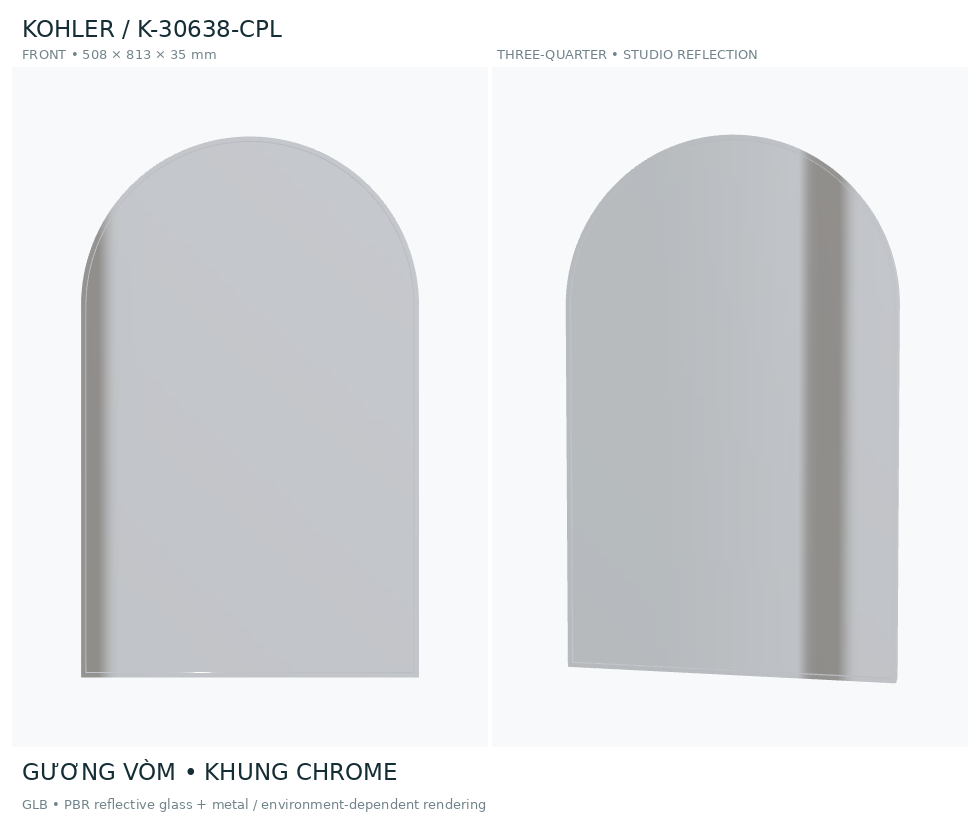 KOHLER / K-30638-CPL
FRONT • 508 × 813 × 35 mm
THREE-QUARTER • STUDIO REFLECTION
GƯƠNG VÒM • KHUNG CHROME
GLB • PBR reflective glass + metal / environment-dependent rendering